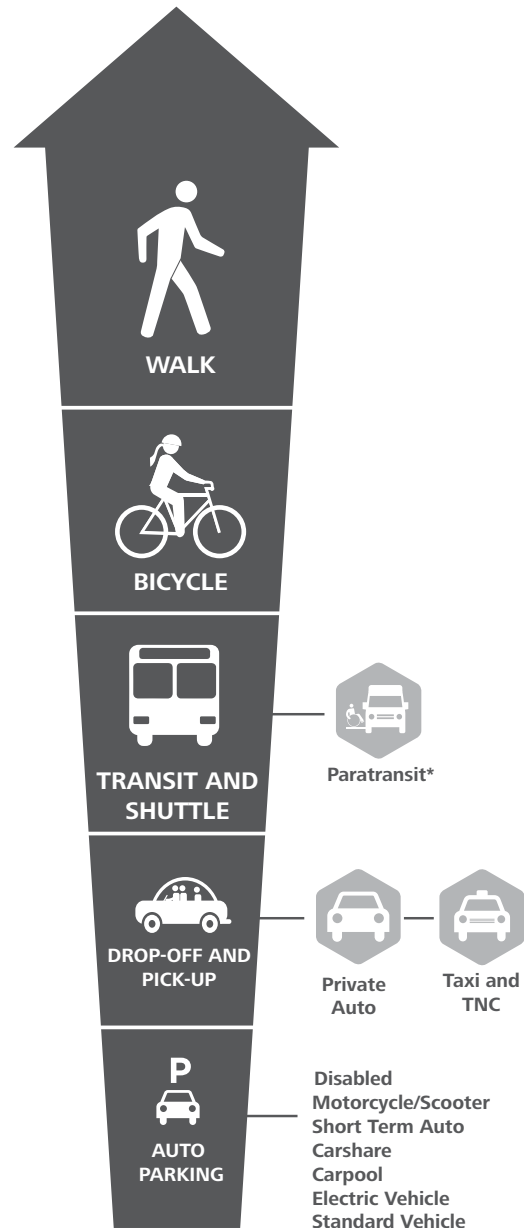 WALK
BICYCLE
TRANSIT AND
SHUTTLE
Paratransit*
DROP-OFF AND
PICK-UP
Private
Auto
Taxi and
TNC
P
AUTO
PARKING
Disabled
Motorcycle/Scooter
Short Term Auto
Carshare
Carpool
Electric Vehicle
Standard Vehicle